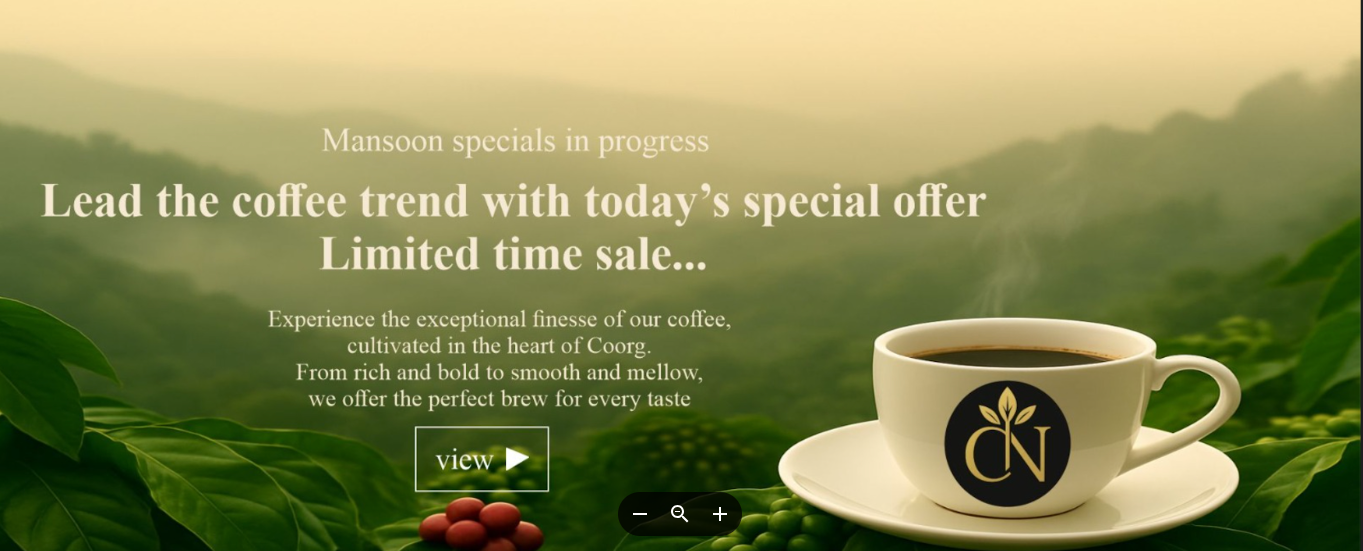 Mansoon specials in progress
Lead the coffee trend with today’s special offer
Limited time sale...
Experience the exceptional finesse of our coffee,
cultivated in the heart of Coorg.
From rich and bold to smooth and mellow,
we offer the perfect brew for every taste
view
CN